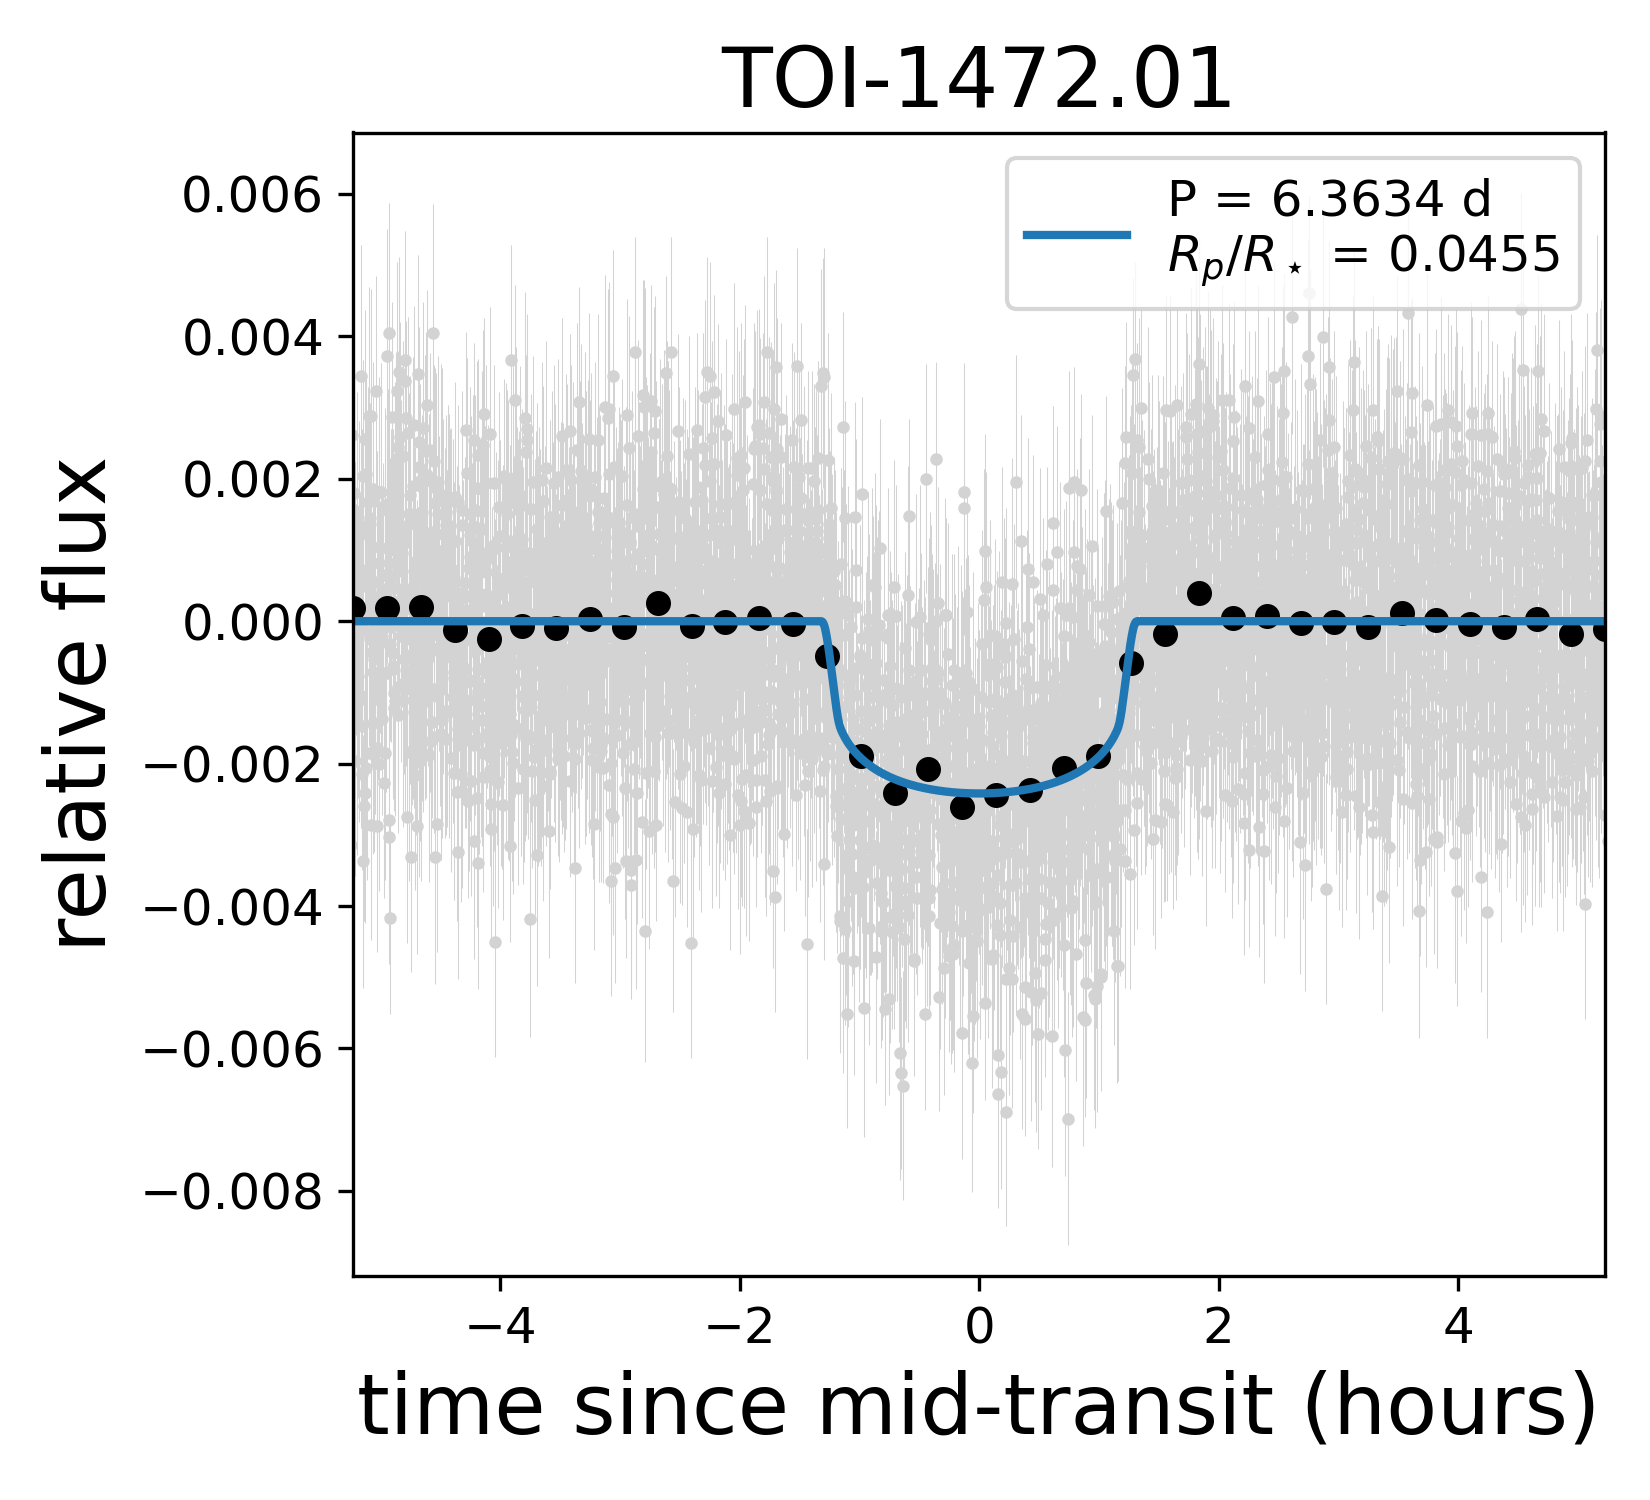 TOI-1472.01
P = 6.3634 d
R_p/R_⋆ = 0.0455
relative flux
0.006
0.004
0.002
0.000
−0.002
−0.004
−0.006
−0.008
−4 −2 0 2 4
time since mid-transit (hours)